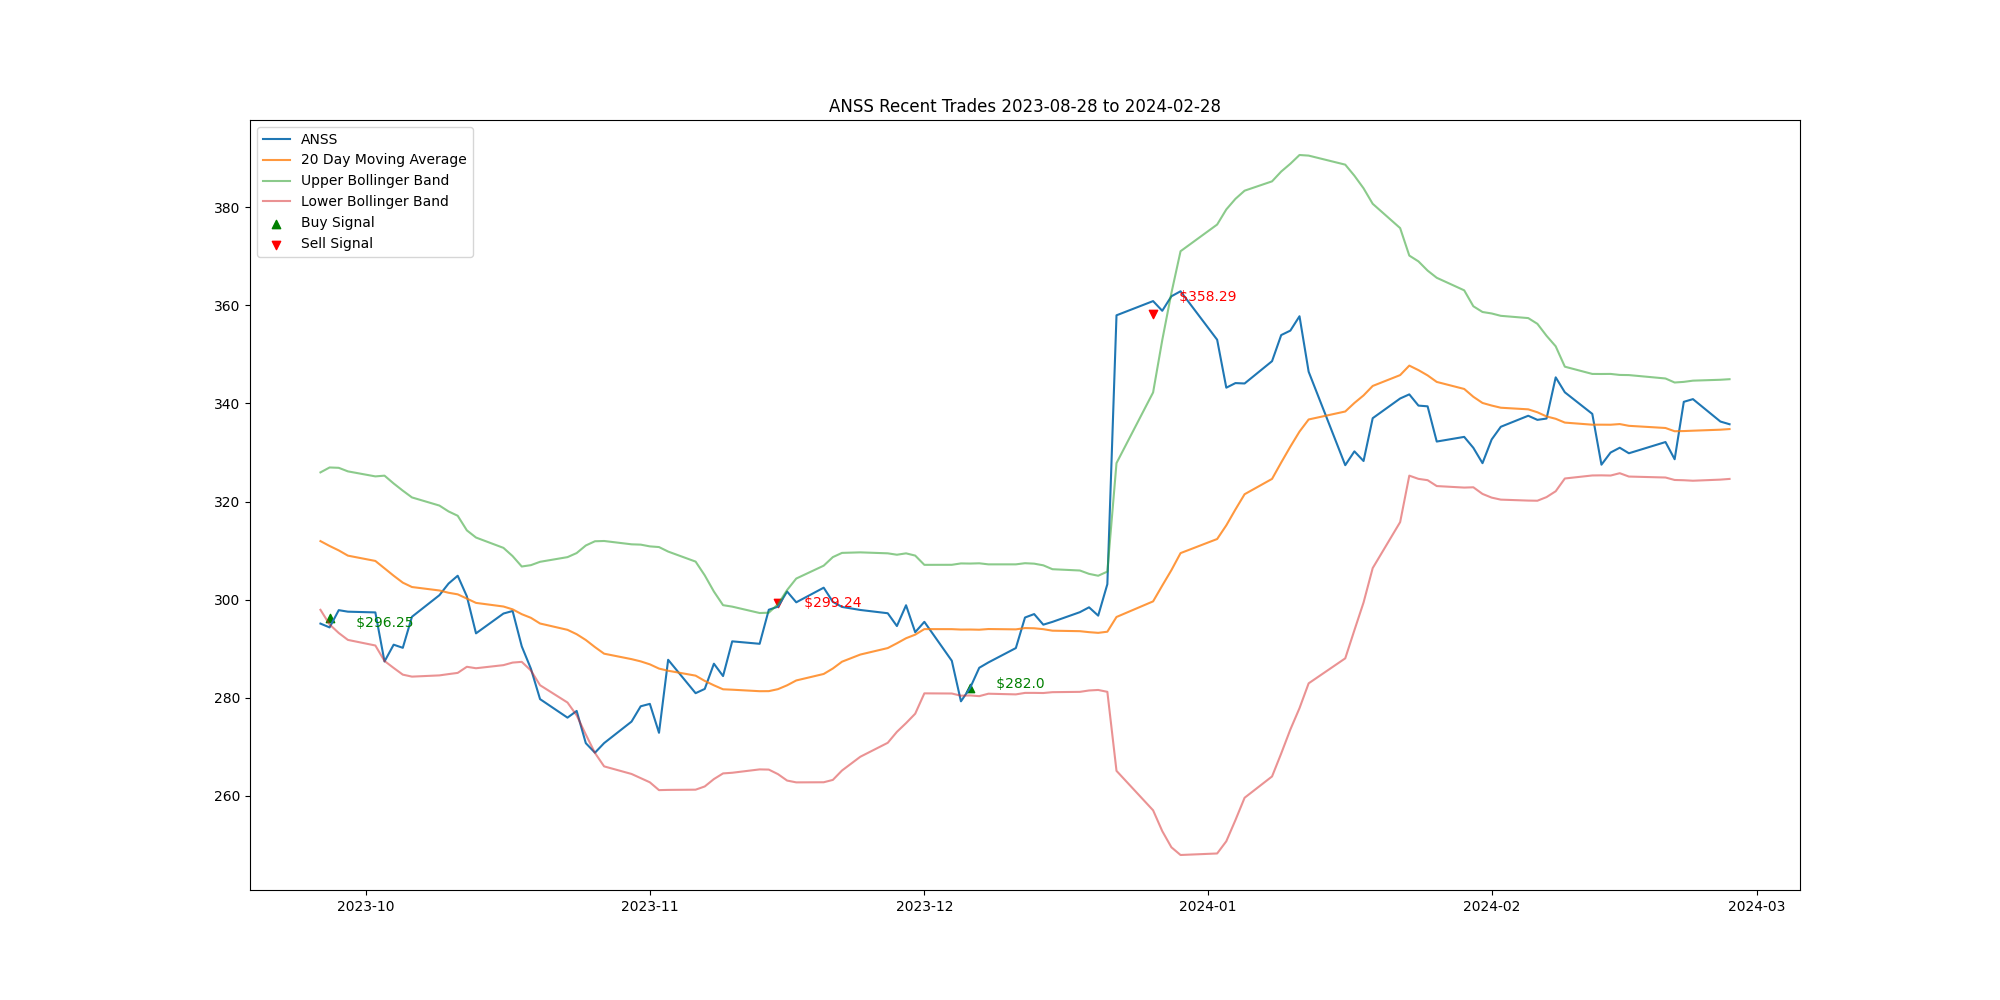 ANSS Recent Trades 2023-08-28 to 2024-02-28
ANSS
20 Day Moving Average
Upper Bollinger Band
Lower Bollinger Band
Buy Signal
Sell Signal
380
360
340
320
300
280
260
$358.29
$299.24
$296.25
$282.0
2023-10
2023-11
2023-12
2024-01
2024-02
2024-03